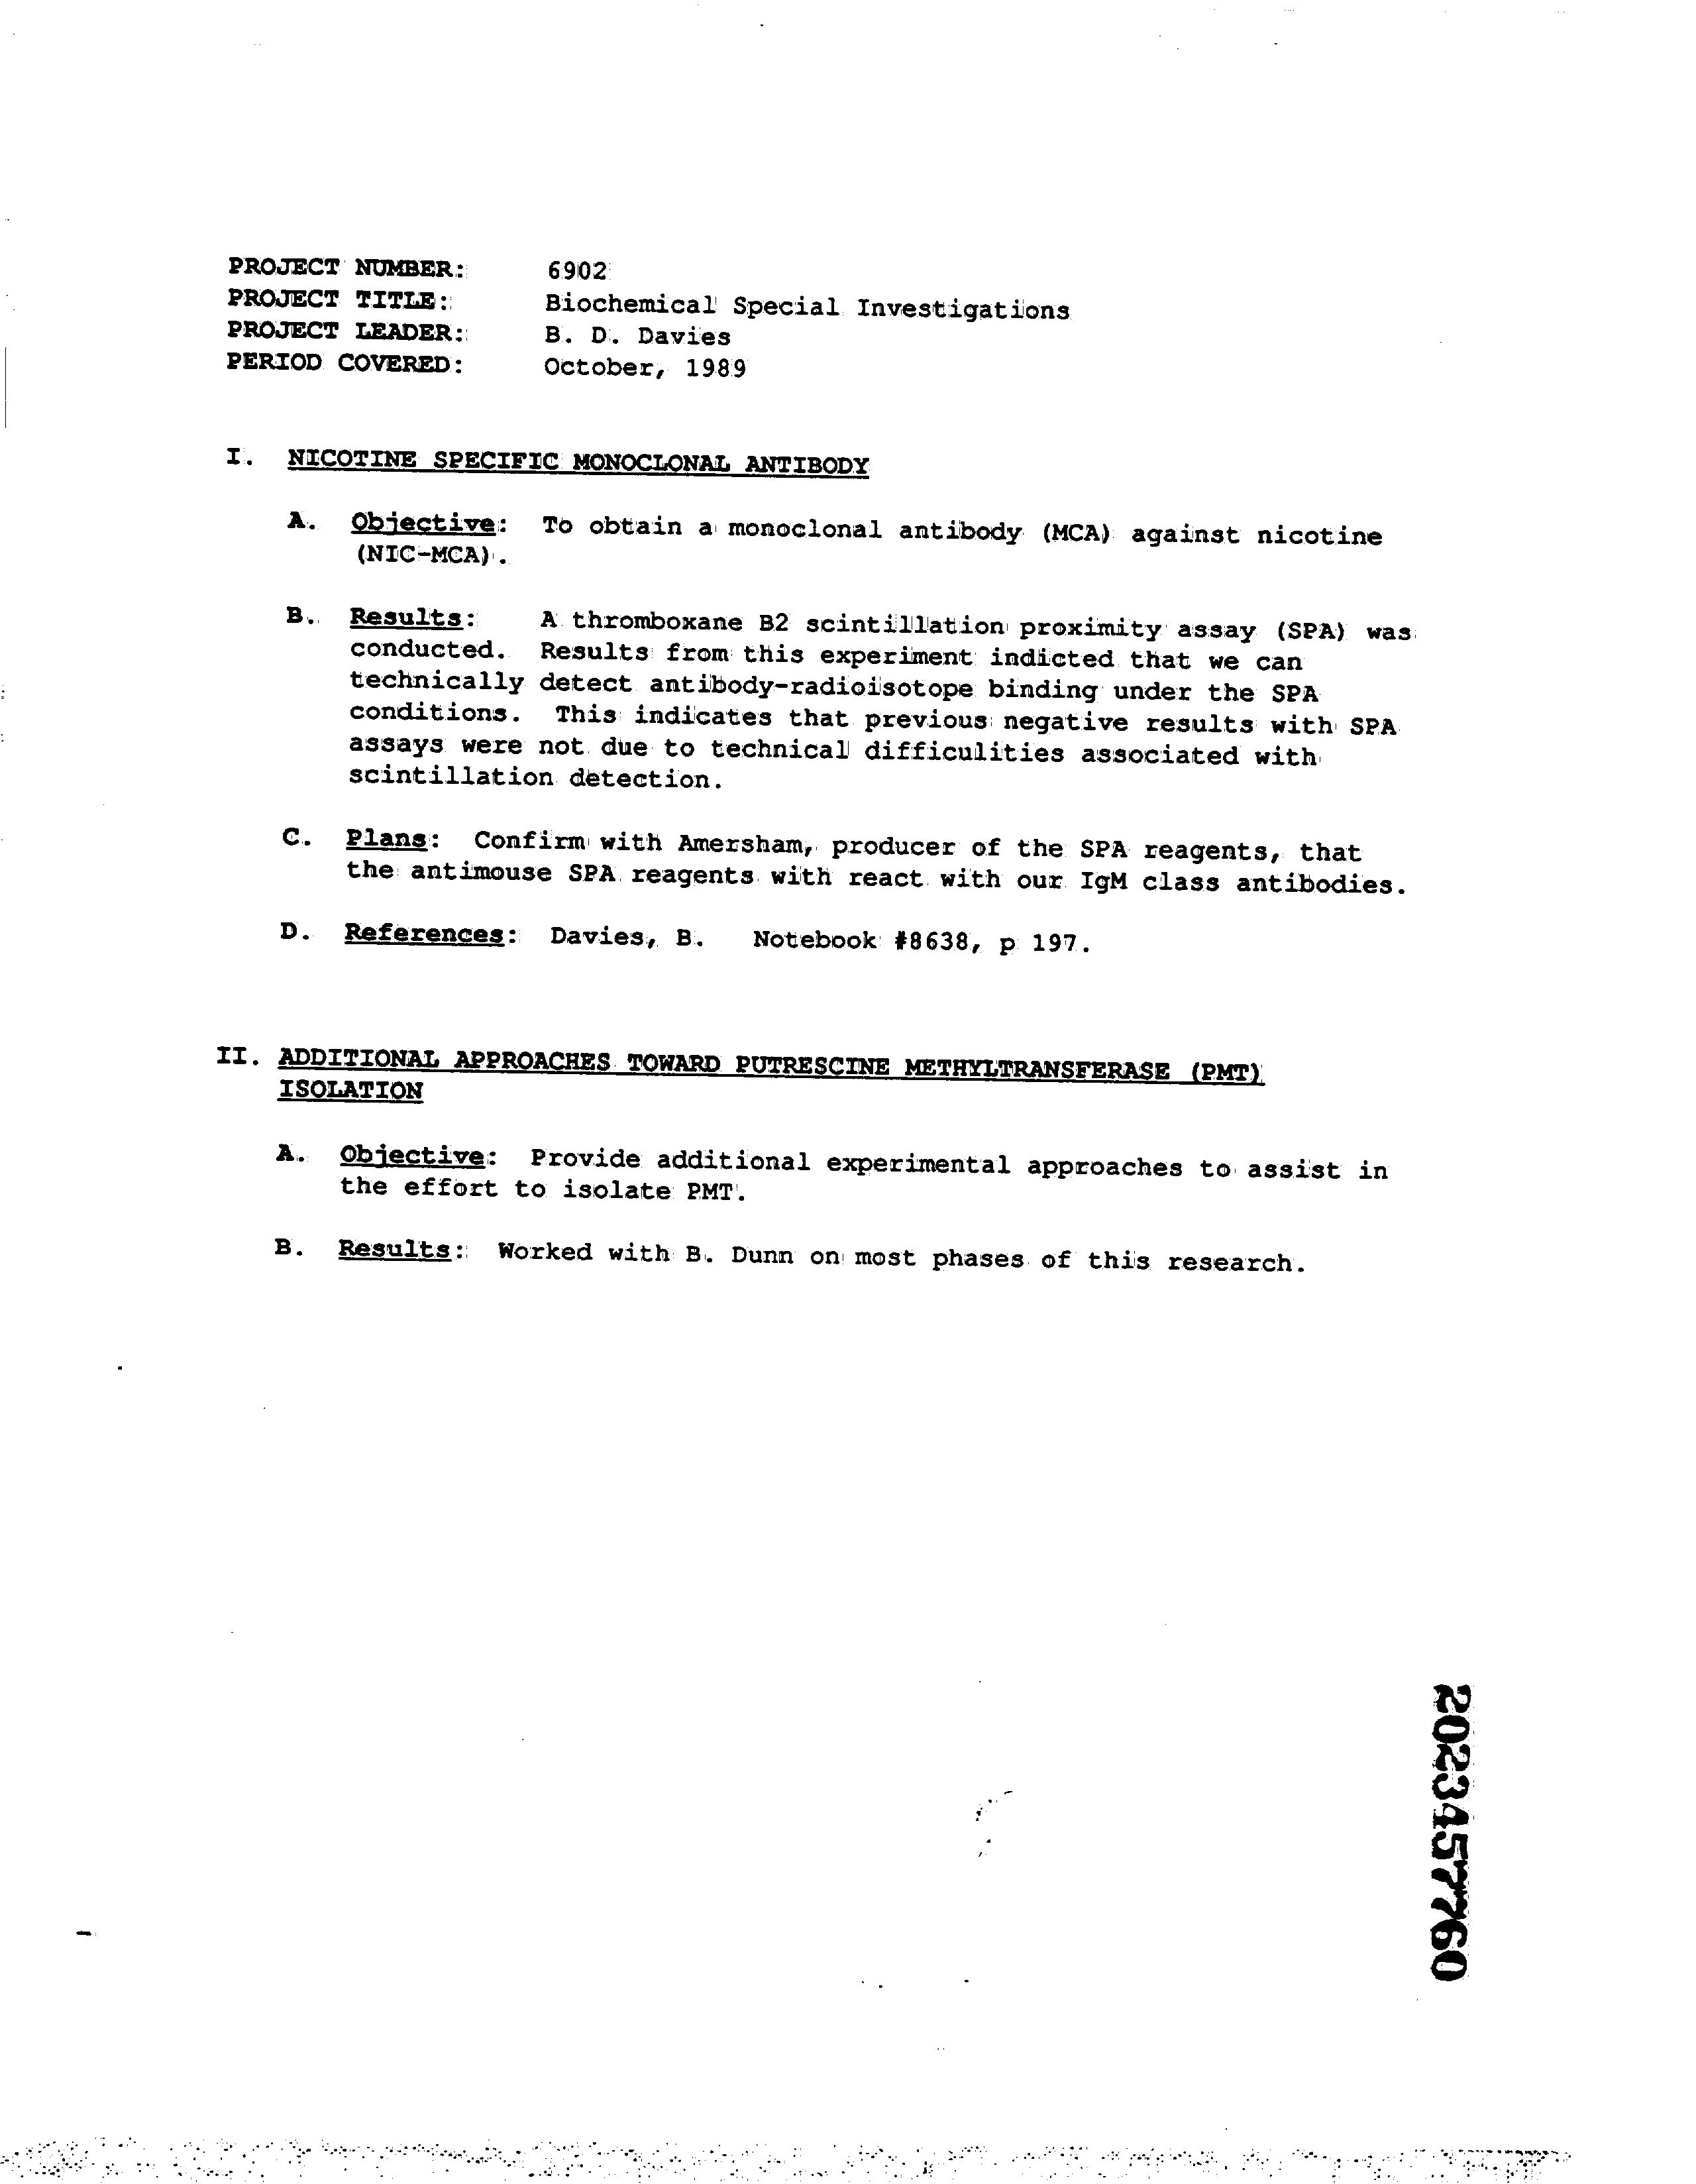 PROJECT NUMBER: 6902
PROJECT TITLE: Biochemical Special Investigations
PROJECT LEADER: B. D. Davies
PERIOD COVERED: October, 1989
I. NICOTINE SPECIFIC MONOCLONAL ANTIBODY
A. Objective: To obtain a monoclonal antibody (MCA) against nicotine
(NIC-MCA).
B. Results: A thromboxane B2 scintillation proximity assay (SPA) was
conducted. Results from this experiment indicted that we can
technically detect antibody-radioisotope binding under the SPA
conditions. This indicates that previous negative results with SPA
assays were not due to technical difficulities associated with
scintillation detection.
C. Plans: Confirm with Amersham, producer of the SPA reagents, that
the antimouse SPA reagents with react with our IgM class antibodies.
D. References: Davies, B. Notebook #8638, p 197.
II. ADDITIONAL APPROACHES TOWARD PUTRESCINE METHYLTRANSFERASE (PMT)
ISOLATION
A. Objective: Provide additional experimental approaches to assist in
the effort to isolate PMT.
B. Results: Worked with B. Dunn on most phases of this research.
2023457760